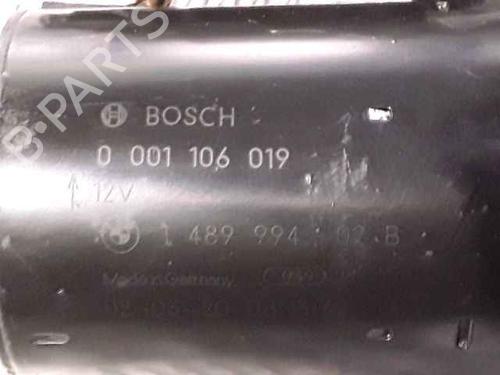 B-PARTS
BOSCH
0 001 106 019
12V
1 489 994 02 B
Made in Germany